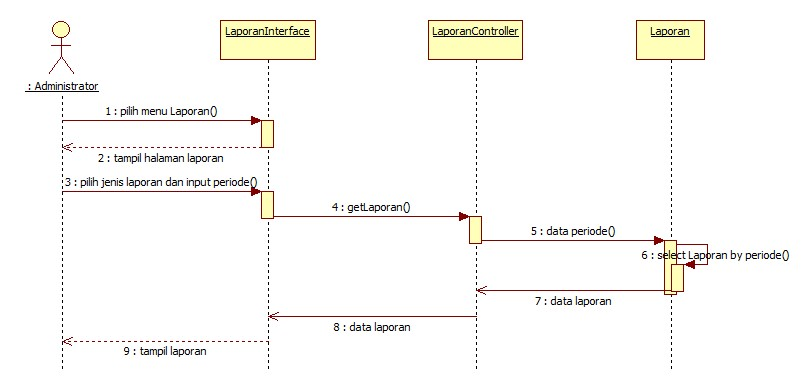 LaporanInterface
LaporanController
Laporan
: Administrator
1 : pilih menu Laporan()
2 : tampil halaman laporan
3 : pilih jenis laporan dan input periode()
4 : getLaporan()
5 : data periode()
6 : select Laporan by periode()
7 : data laporan
8 : data laporan
9 : tampil laporan